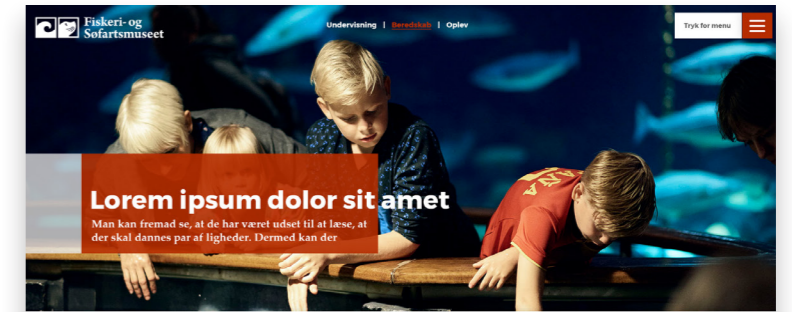 Fiskeri- og
Søfartsmuseet
Undervisning | Beredskab | Oplev
Tryk for menu
ANA
Lorem ipsum dolor sit amet
Man kan fremad se, at de har været udset til at læse, at
der skal dannes par af ligheder. Dermed kan der